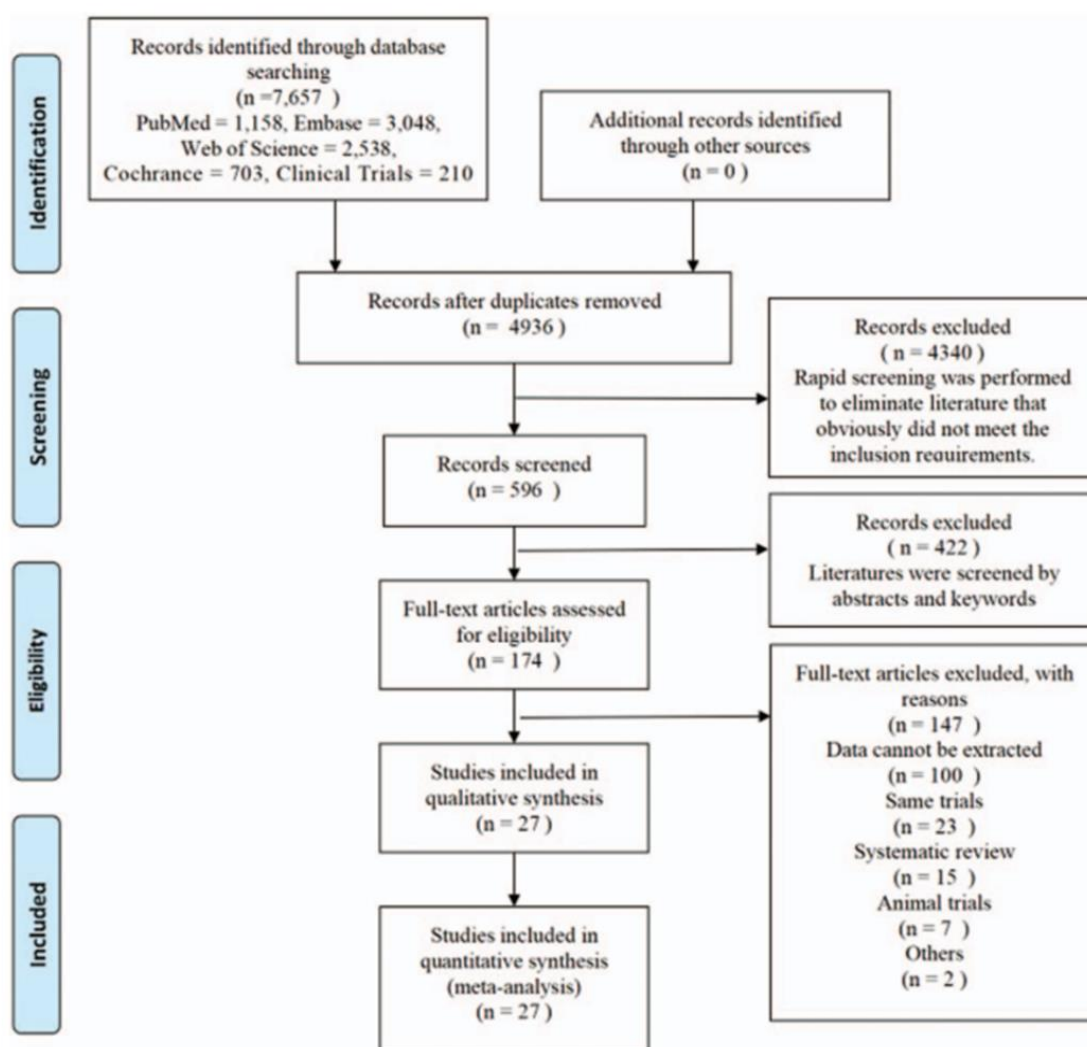 Identification
Records identified through database
searching
(n =7,657 )
PubMed = 1,158, Embase = 3,048,
Web of Science = 2,538,
Cochrance = 703, Clinical Trials = 210
Additional records identified
through other sources
(n = 0 )
Records after duplicates removed
(n = 4936)
Screening
Records excluded
( n = 4340)
Rapid screening was performed
to eliminate literature that
obviously did not meet the
inclusion requirements.
Records screened
(n = 596 )
Records excluded
( n = 422)
Literatures were screened by
abstracts and keywords
Eligibility
Full-text articles assessed
for eligibility
(n = 174 )
Full-text articles excluded, with
reasons
(n = 147 )
Data cannot be extracted
(n = 100 )
Same trials
(n = 23 )
Systematic review
(n = 15 )
Animal trials
(n = 7 )
Others
(n = 2 )
Studies included in
qualitative synthesis
(n = 27 )
Included
Studies included in
quantitative synthesis
(meta-analysis)
(n = 27 )